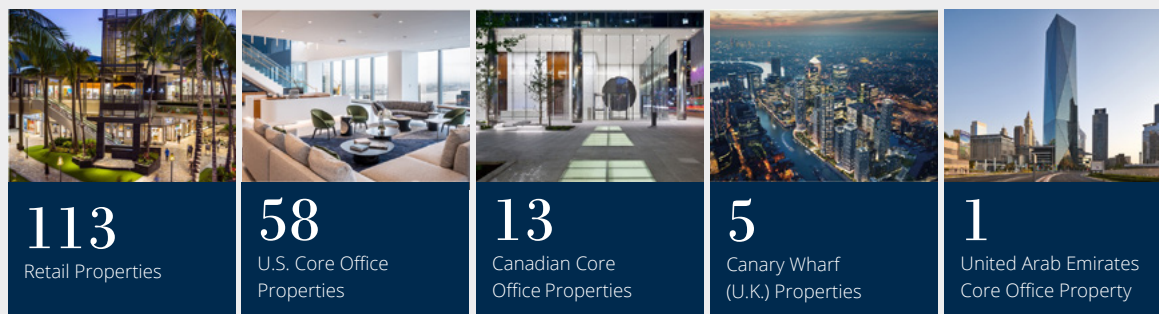 113
Retail Properties
58
U.S. Core Office
Properties
13
Canadian Core
Office Properties
5
Canary Wharf
(U.K.) Properties
1
United Arab Emirates
Core Office Property